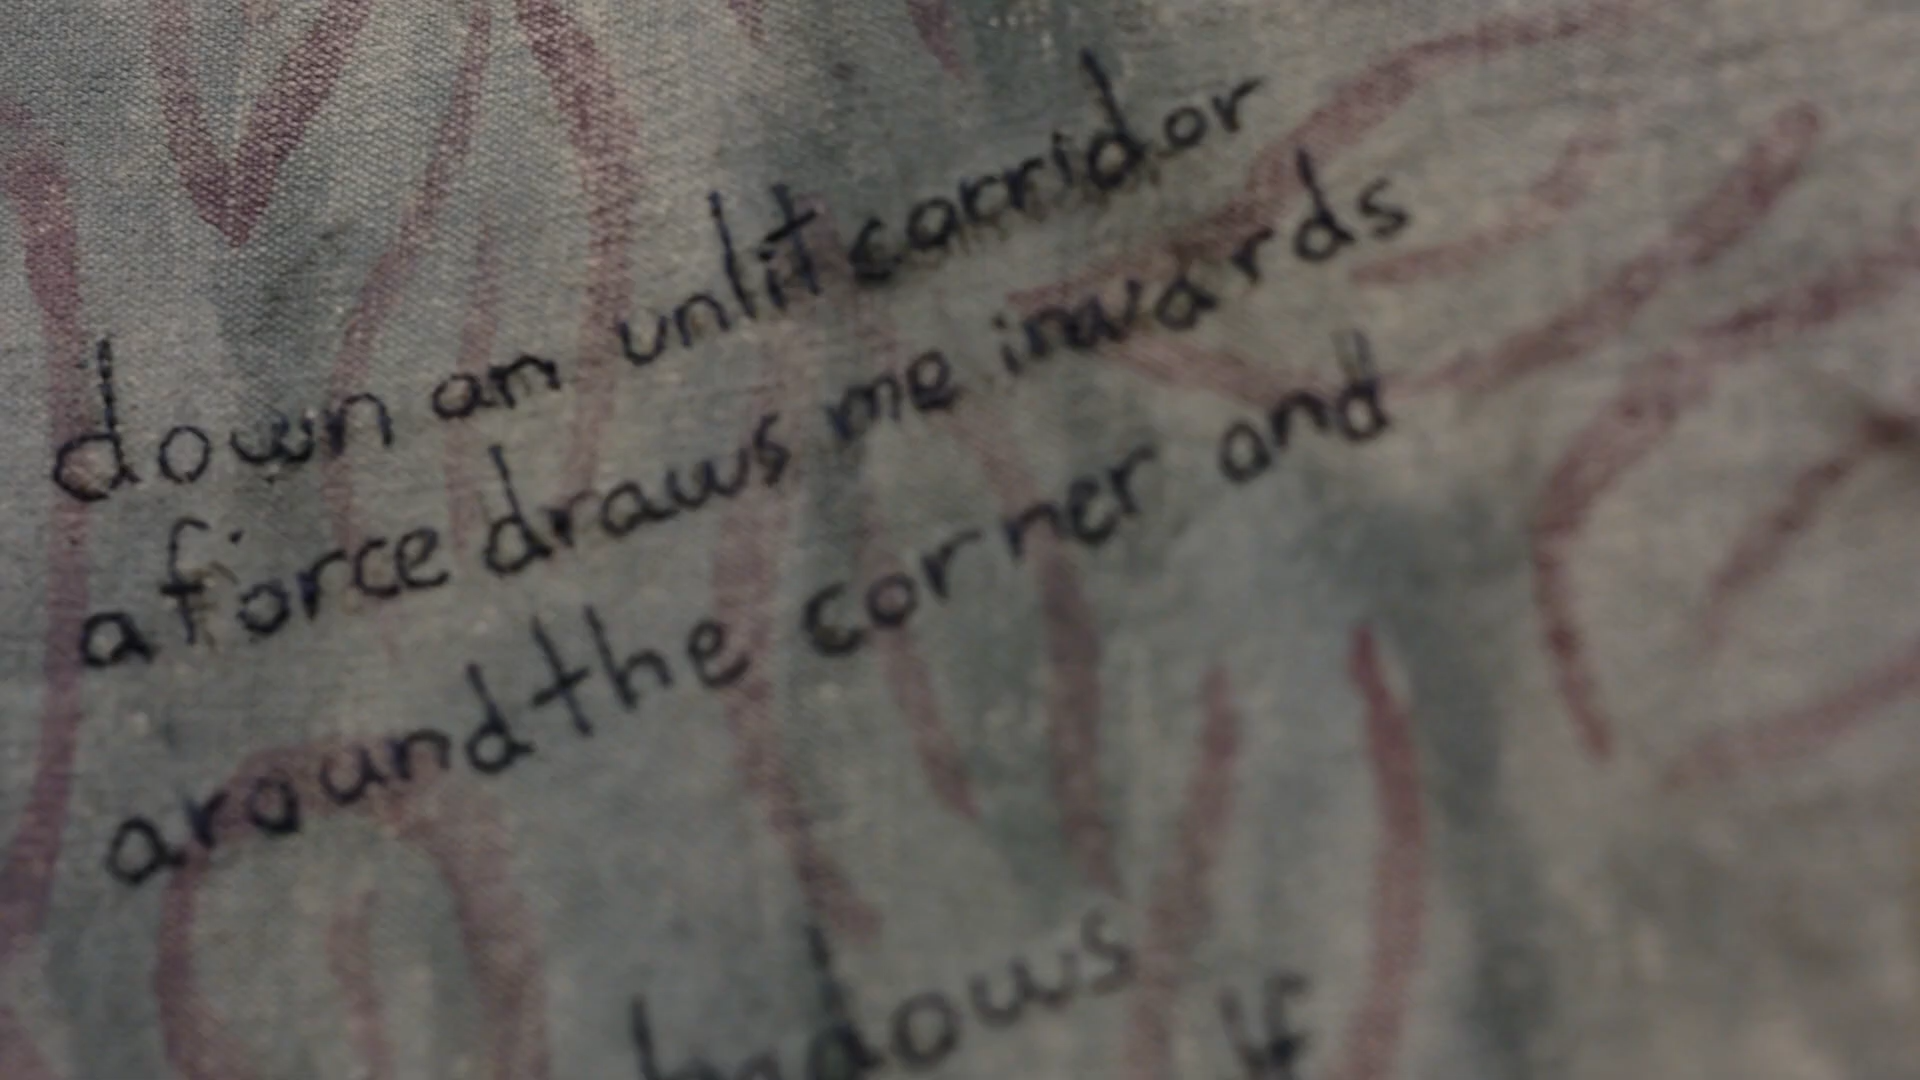 down an unlit corridor
a force draws me inwards
around the corner and